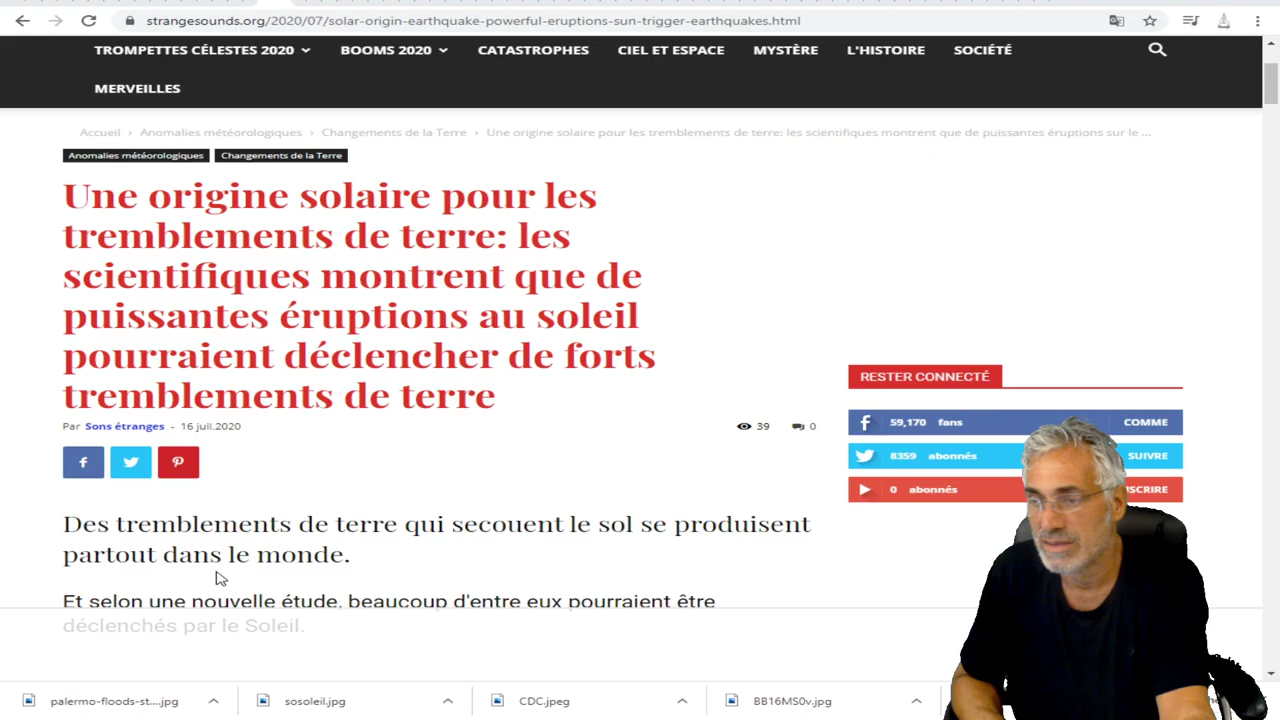 strangesounds.org/2020/07/solar-origin-earthquake-powerful-eruptions-sun-trigger-earthquakes.html
TROMPETTES CÉLESTES 2020
BOOMS 2020
CATASTROPHES
CIEL ET ESPACE
MYSTÈRE
L'HISTOIRE
SOCIÉTÉ
MERVEILLES
Accueil › Anomalies météorologiques › Changements de la Terre › Une origine solaire pour les tremblements de terre: les scientifiques montrent que de puissantes éruptions sur le ...
Anomalies météorologiques
Changements de la Terre
Une origine solaire pour les
tremblements de terre: les
scientifiques montrent que de
puissantes éruptions au soleil
pourraient déclencher de forts
tremblements de terre
Par Sons étranges - 16 juil.2020
39
0
RESTER CONNECTÉ
59,170 fans
COMME
8359 abonnés
SUIVRE
0 abonnés
SCRIRE
Des tremblements de terre qui secouent le sol se produisent
partout dans le monde.
Et selon une nouvelle étude, beaucoup d'entre eux pourraient être
déclenchés par le Soleil.
palermo-floods-st....jpg
sosoleil.jpg
CDC.jpeg
BB16MS0v.jpg